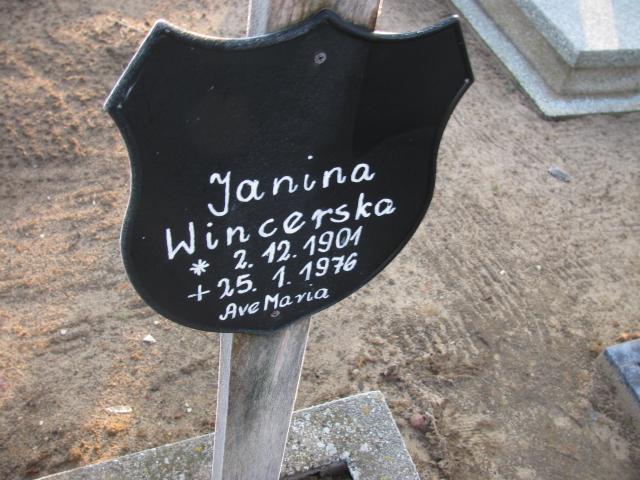 Janina
Wincerska
* 2.12.1901
+ 25.1.1976
Ave Maria